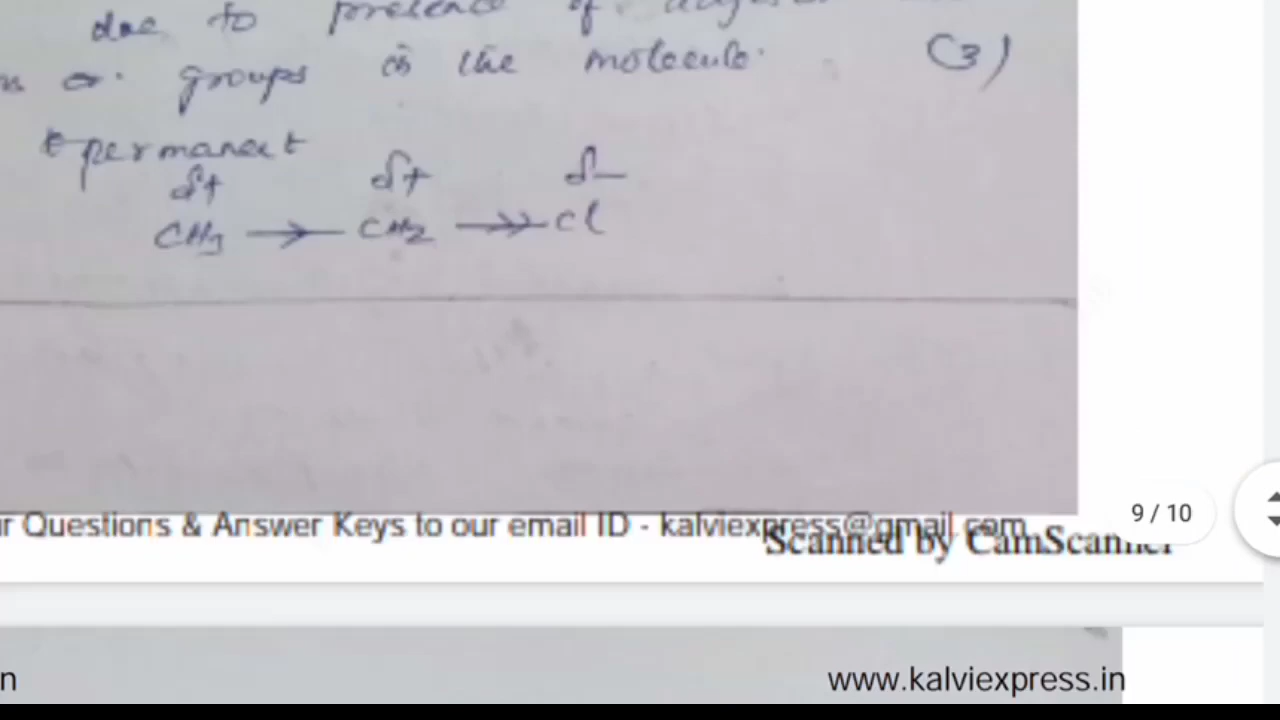 due to presence of
groups is the molecule. (3)
permanent
δ+ δ+ δ-
CH3 CH2 Cl
r Questions & Answer Keys to our email ID - kalviexpress@gmail.com
Scanned by CamScanner
9 / 10
n www.kalviexpress.in